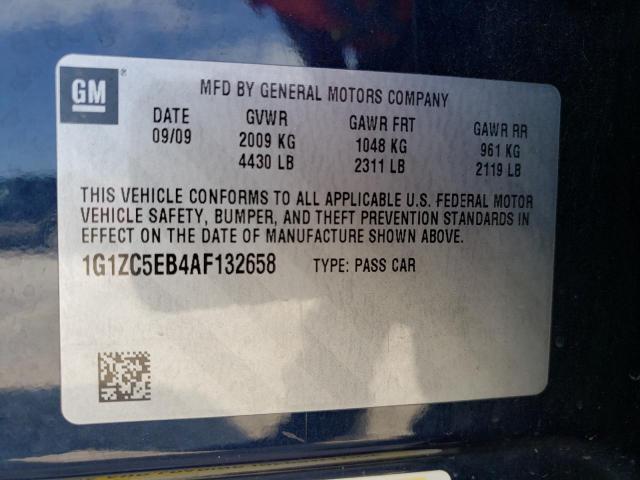 GM
MFD BY GENERAL MOTORS COMPANY
DATE GVWR GAWR FRT GAWR RR
09/09 2009 KG 1048 KG 961 KG
4430 LB 2311 LB 2119 LB
THIS VEHICLE CONFORMS TO ALL APPLICABLE U.S. FEDERAL MOTOR
VEHICLE SAFETY, BUMPER, AND THEFT PREVENTION STANDARDS IN
EFFECT ON THE DATE OF MANUFACTURE SHOWN ABOVE.
1G1ZC5EB4AF132658 TYPE: PASS CAR